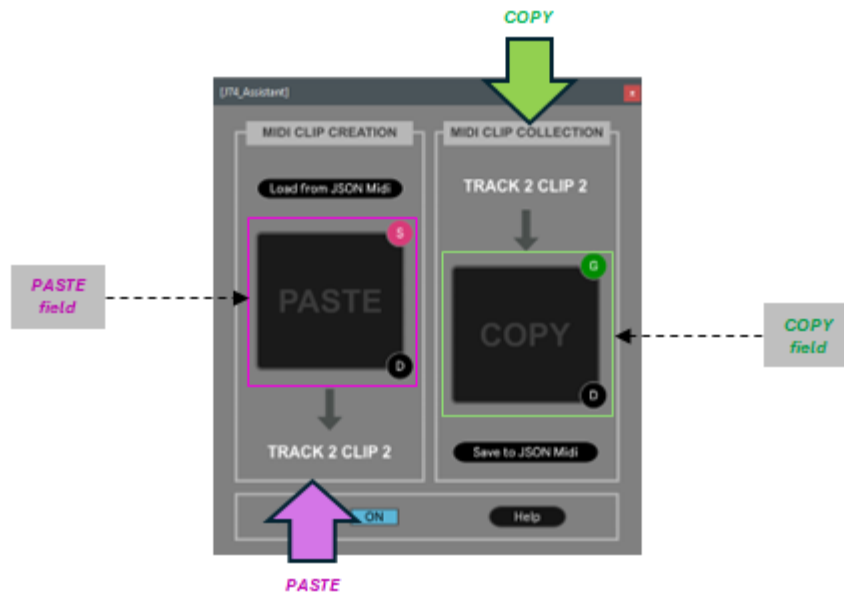 COPY
[JT4_Assistant]
x
MIDI CLIP CREATION
MIDI CLIP COLLECTION
Load from JSON Midi
TRACK 2 CLIP 2
S
G
PASTE
COPY
PASTE
field
COPY
field
D
D
TRACK 2 CLIP 2
Save to JSON Midi
ON
Help
PASTE